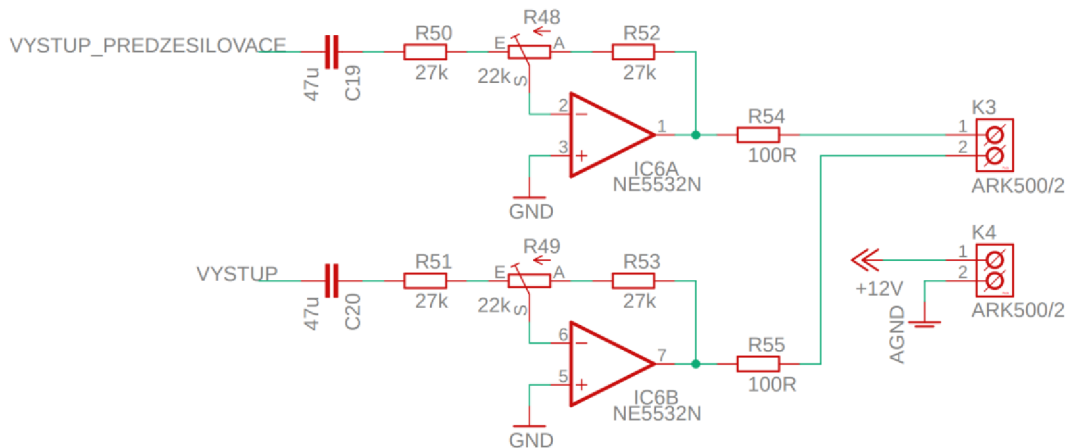 VYSTUP_PREDZESILOVACE
47u
C19
R50
27k
R48
E
A
22k
S
R52
27k
2
3
1
IC6A
NE5532N
GND
R54
100R
K3
1
2
ARK500/2
VYSTUP
47u
C20
R51
27k
R49
E
A
22k
S
R53
27k
6
5
7
IC6B
NE5532N
GND
R55
100R
K4
1
2
+12V
AGND
ARK500/2